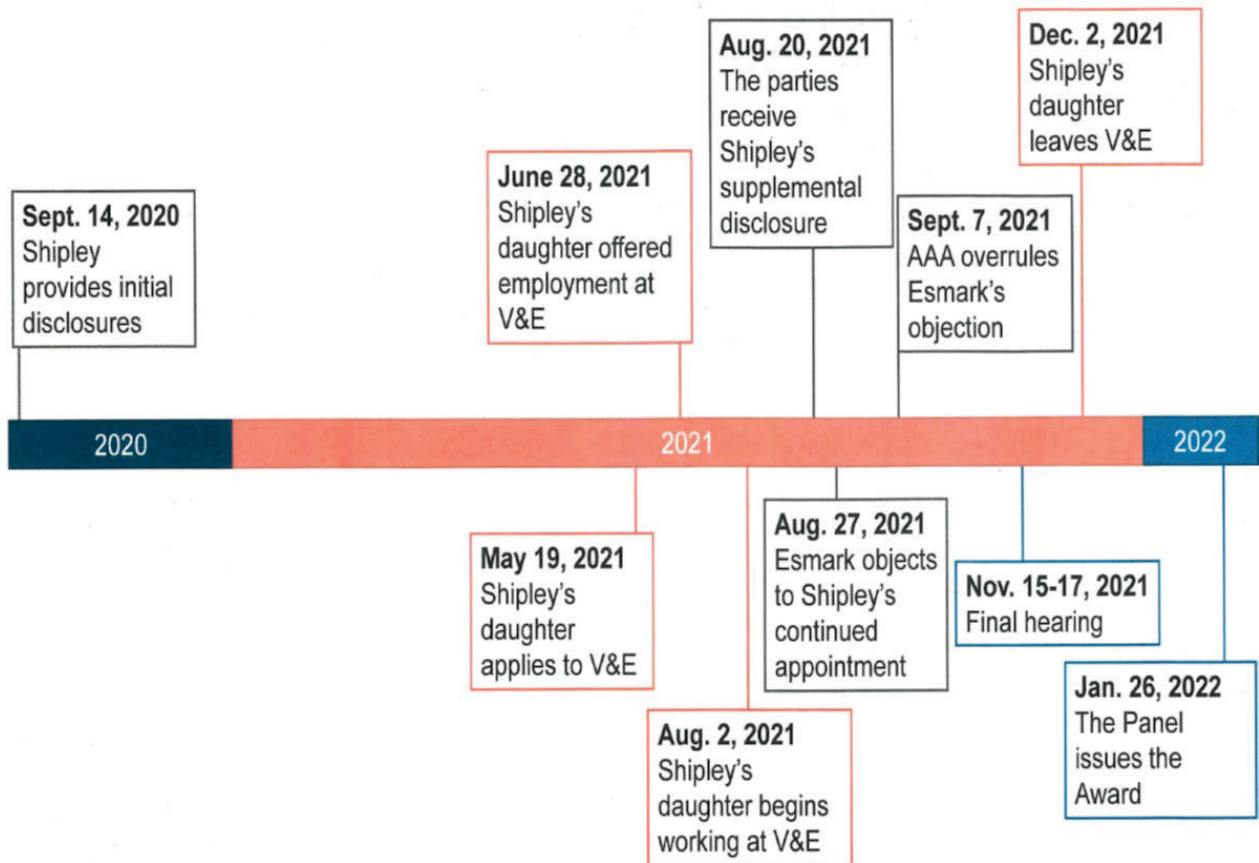 Sept. 14, 2020
Shipley
provides initial
disclosures
June 28, 2021
Shipley's
daughter offered
employment at
V&E
Aug. 20, 2021
The parties
receive
Shipley's
supplemental
disclosure
Sept. 7, 2021
AAA overrules
Esmark's
objection
Dec. 2, 2021
Shipley's
daughter
leaves V&E
2020
2021
2022
May 19, 2021
Shipley's
daughter
applies to V&E
Aug. 2, 2021
Shipley's
daughter begins
working at V&E
Aug. 27, 2021
Esmark objects
to Shipley's
continued
appointment
Nov. 15-17, 2021
Final hearing
Jan. 26, 2022
The Panel
issues the
Award